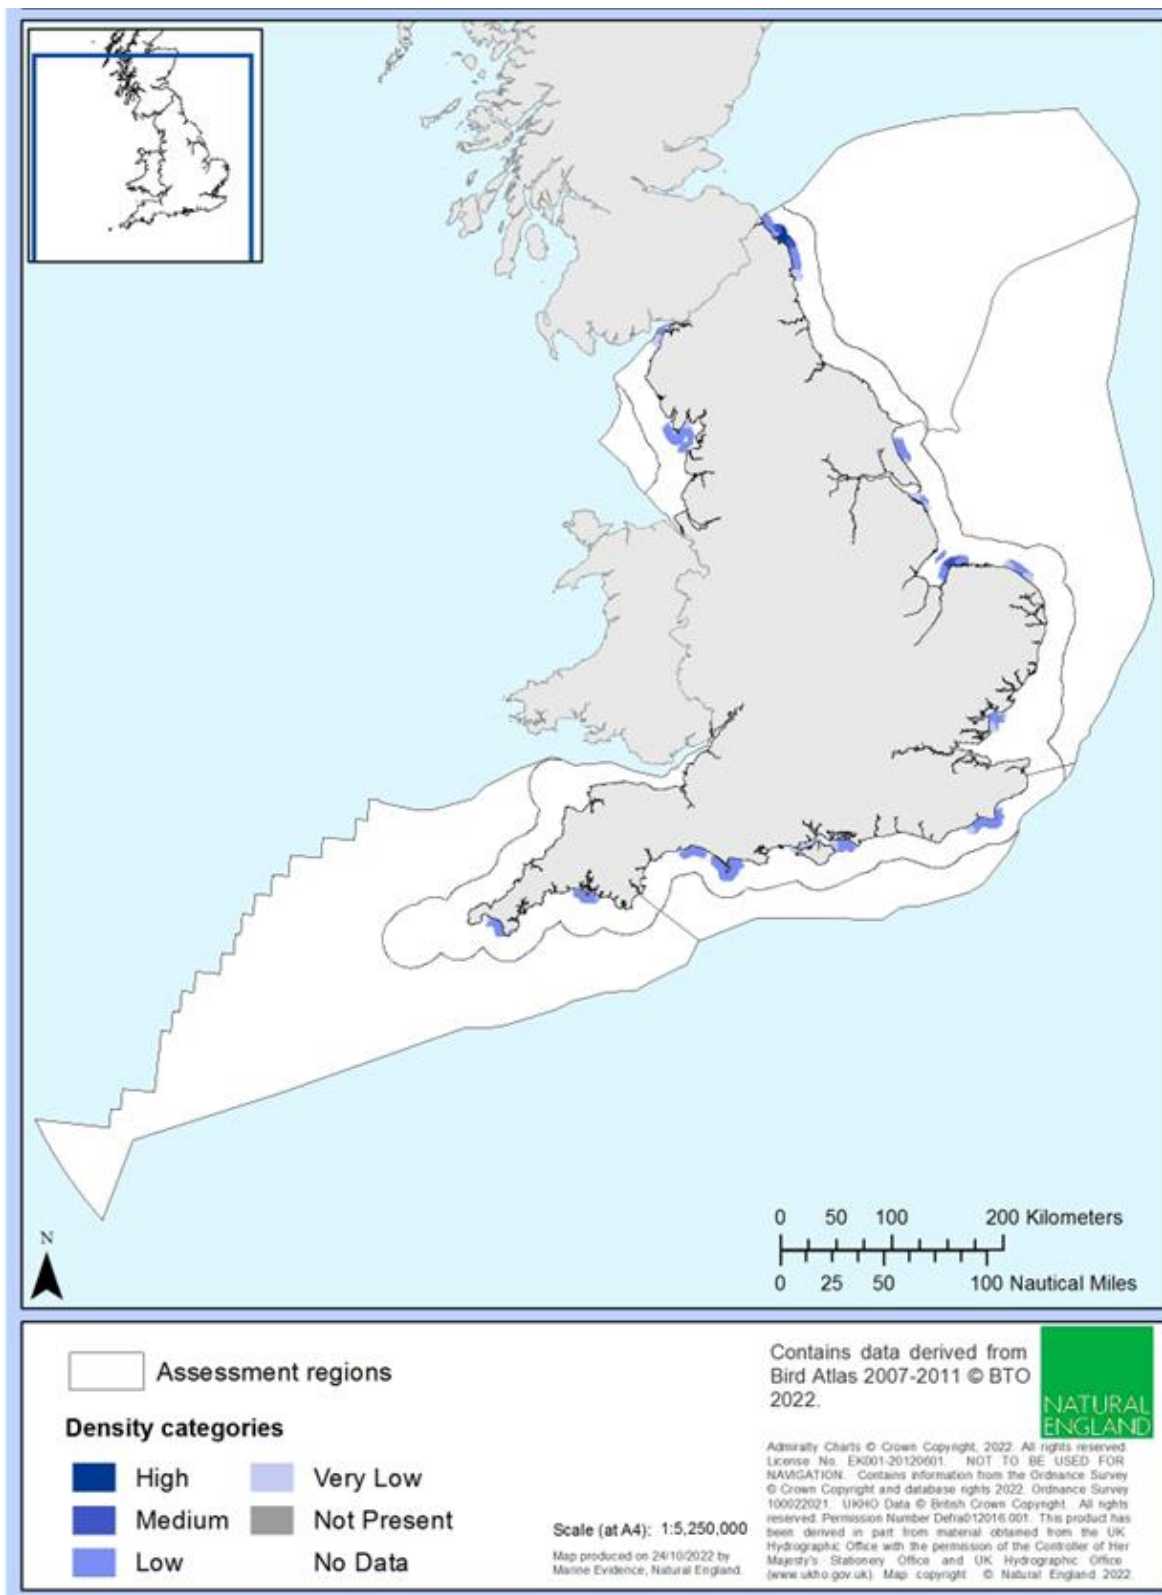 N
0 50 100 200 Kilometers
0 25 50 100 Nautical Miles
Assessment regions
Density categories
High
Medium
Low
Very Low
Not Present
No Data
Scale (at A4): 1:5,250,000
Map produced on 24/10/2022 by
Marine Evidence, Natural England.
Contains data derived from
Bird Atlas 2007-2011 © BTO
2022.
NATURAL
ENGLAND
Admiralty Charts © Crown Copyright, 2022. All rights reserved.
License No. EK001-20120601. NOT TO BE USED FOR
NAVIGATION. Contains information from the Ordnance Survey
© Crown Copyright and database rights 2022. Ordnance Survey
100022021. UKHO Data © British Crown Copyright. All rights
reserved. Permission Number Defra012016.001. This product has
been derived in part from material obtained from the UK
Hydrographic Office with the permission of the Controller of Her
Majesty's Stationery Office and UK Hydrographic Office
(www.ukho.gov.uk). Map copyright © Natural England 2022